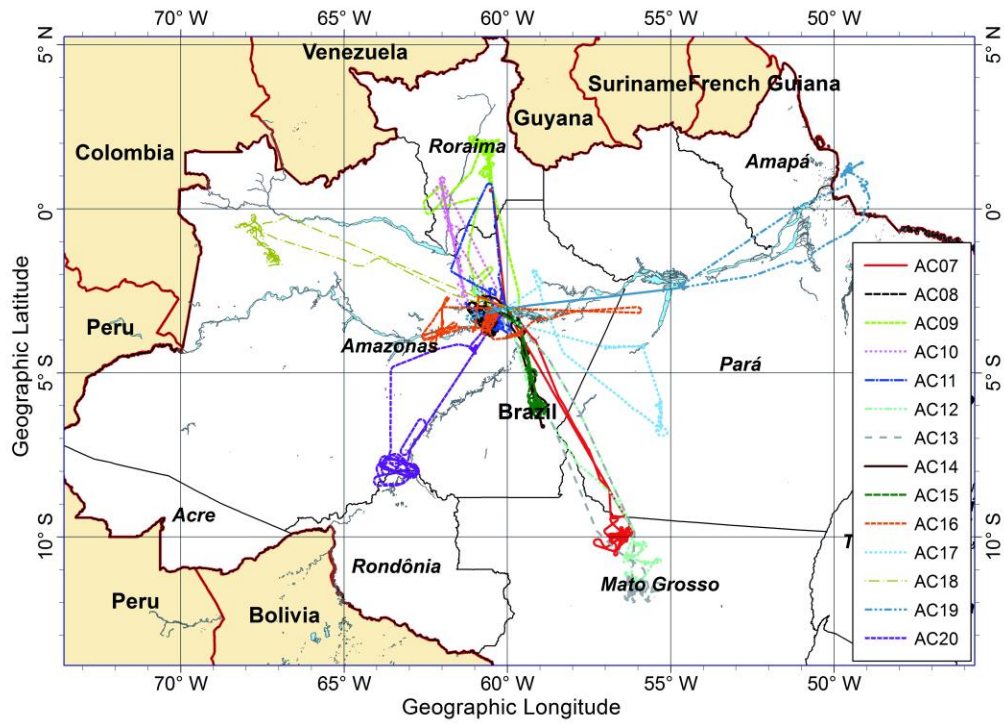 70° W 65° W 60° W 55° W 50° W
5° N 5° N
Venezuela
Suriname French Guiana
Guyana
Colombia
Roraima
Amapá
0° 0°
AC07
AC08
AC09
AC10
AC11
AC12
AC13
AC14
AC15
AC16
AC17
AC18
AC19
AC20
Geographic Latitude
Peru
Amazonas
Pará
5° S 5° S
Brazil
Acre
10° S 10° S
T
Rondônia
Mato Grosso
Peru
Bolivia
70° W 65° W 60° W 55° W 50° W
Geographic Longitude